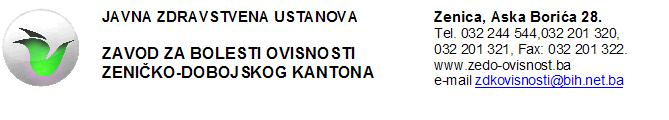 JAVNA ZDRAVSTVENA USTANOVA
ZAVOD ZA BOLESTI OVISNOSTI
ZENIČKO-DOBOJSKOG KANTONA
Zenica, Aska Borića 28.
Tel. 032 244 544,032 201 320,
032 201 321, Fax: 032 201 322.
www.zedo-ovisnost.ba
e-mail zdkovisnosti@bih.net.ba